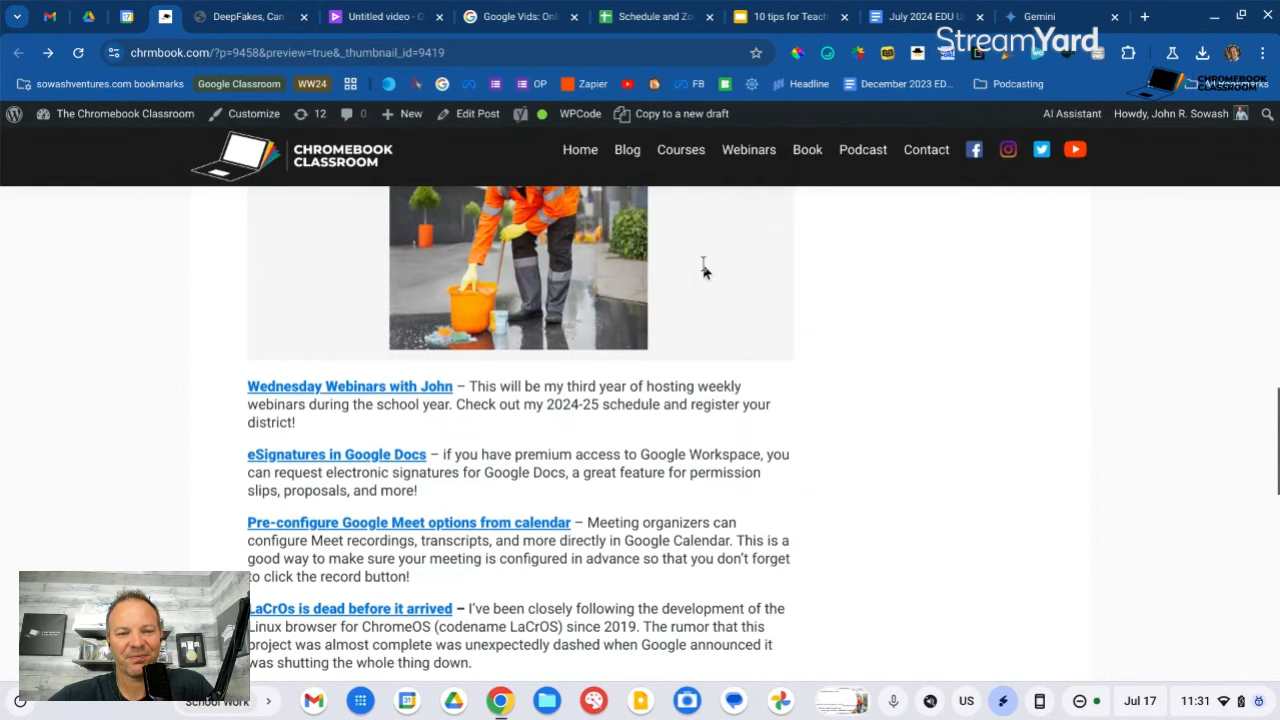 DeepFakes, Can
Untitled video - G
Google Vids: Onl
Schedule and Zo
10 tips for Teach
July 2024 EDU U
Gemini
StreamYard
chrmbook.com/?p=9458&preview=true&_thumbnail_id=9419
sowashventures.com bookmarks
Google Classroom
WW24
OP
Zapier
FB
Headline
December 2023 ED...
Podcasting
CHROMEBOOK
CLASSROOM
The Chromebook Classroom
Customize
12
0
New
Edit Post
WPCode
Copy to a new draft
AI Assistant
Howdy, John R. Sowash
CHROMEBOOK
CLASSROOM
Home Blog Courses Webinars Book Podcast Contact
Wednesday Webinars with John – This will be my third year of hosting weekly
webinars during the school year. Check out my 2024-25 schedule and register your
district!
eSignatures in Google Docs – if you have premium access to Google Workspace, you
can request electronic signatures for Google Docs, a great feature for permission
slips, proposals, and more!
Pre-configure Google Meet options from calendar – Meeting organizers can
configure Meet recordings, transcripts, and more directly in Google Calendar. This is a
good way to make sure your meeting is configured in advance so that you don't forget
to click the record button!
LaCrOs is dead before it arrived – I've been closely following the development of the
Linux browser for ChromeOS (codename LaCrOS) since 2019. The rumor that this
project was almost complete was unexpectedly dashed when Google announced it
was shutting the whole thing down.
School Work
US
Jul 17
11:31